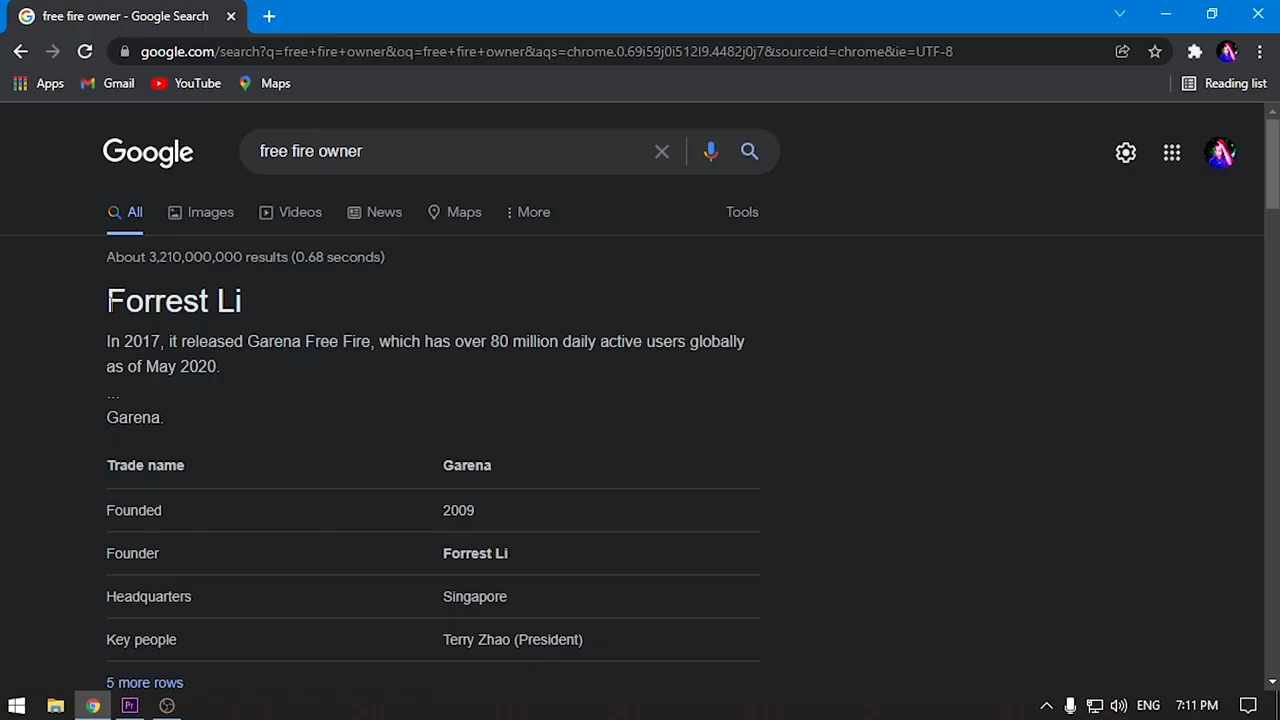 free fire owner - Google Search
google.com/search?q=free+fire+owner&oq=free+fire+owner&aqs=chrome.0.69i59j0i512l9.4482j0j7&sourceid=chrome&ie=UTF-8
Apps Gmail YouTube Maps Reading list
Google free fire owner
All Images Videos News Maps More Tools
About 3,210,000,000 results (0.68 seconds)
Forrest Li
In 2017, it released Garena Free Fire, which has over 80 million daily active users globally
as of May 2020.
...
Garena.
Trade name Garena
Founded 2009
Founder Forrest Li
Headquarters Singapore
Key people Terry Zhao (President)
5 more rows
Pr ENG 7:11 PM